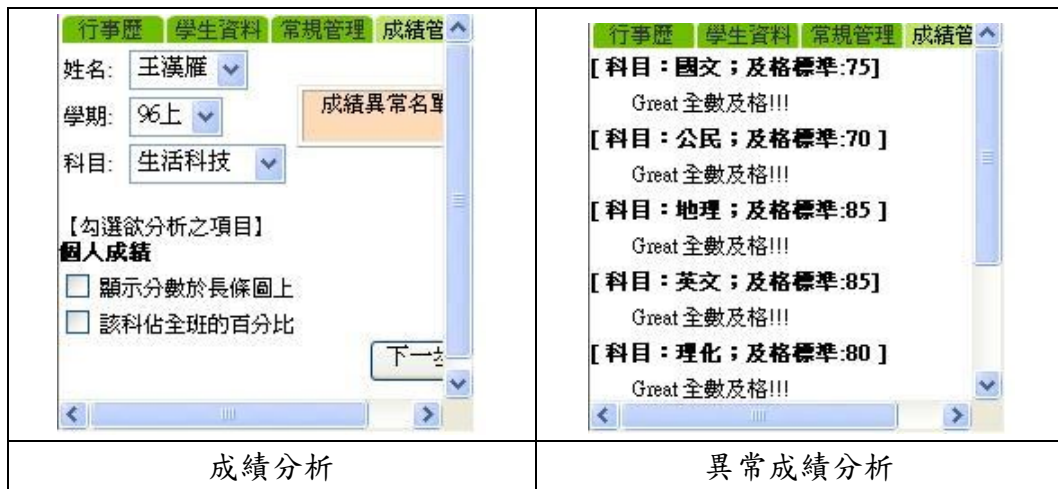 行事歷 學生資料 常規管理 成績管
姓名: 王漢雁
學期: 96上
成績異常名單
科目: 生活科技
【勾選欲分析之項目】
個人成績
顯示分數於長條圖上
該科佔全班的百分比
下一步
行事歷 學生資料 常規管理 成績管
[ 科目：國文；及格標準:75]
Great 全數及格!!!
[ 科目：公民；及格標準:70 ]
Great 全數及格!!!
[ 科目：地理；及格標準:85 ]
Great 全數及格!!!
[ 科目：英文；及格標準:85]
Great 全數及格!!!
[ 科目：理化；及格標準:80 ]
Great 全數及格!!!
成績分析
異常成績分析